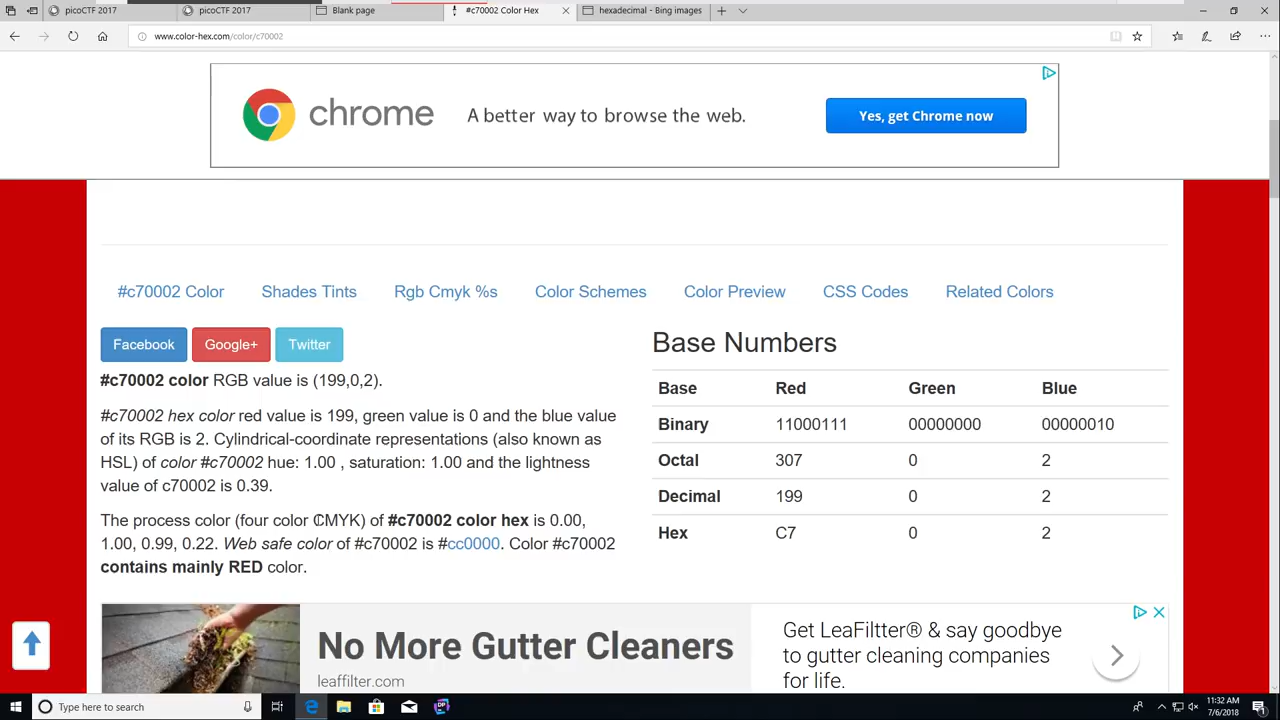 picoCTF 2017
picoCTF 2017
Blank page
#c70002 Color Hex
hexadecimal - Bing images
www.color-hex.com/color/c70002
chrome
A better way to browse the web.
Yes, get Chrome now
#c70002 Color
Shades Tints
Rgb Cmyk %s
Color Schemes
Color Preview
CSS Codes
Related Colors
Facebook
Google+
Twitter
#c70002 color RGB value is (199,0,2).
#c70002 hex color red value is 199, green value is 0 and the blue value
of its RGB is 2. Cylindrical-coordinate representations (also known as
HSL) of color #c70002 hue: 1.00 , saturation: 1.00 and the lightness
value of c70002 is 0.39.
The process color (four color CMYK) of #c70002 color hex is 0.00,
1.00, 0.99, 0.22. Web safe color of #c70002 is #cc0000. Color #c70002
contains mainly RED color.
Base Numbers
Base Red Green Blue
Binary 11000111 00000000 00000010
Octal 307 0 2
Decimal 199 0 2
Hex C7 0 2
No More Gutter Cleaners
leaffilter.com
Get LeaFiltter® & say goodbye
to gutter cleaning companies
for life.
Type here to search
11:32 AM
7/6/2018